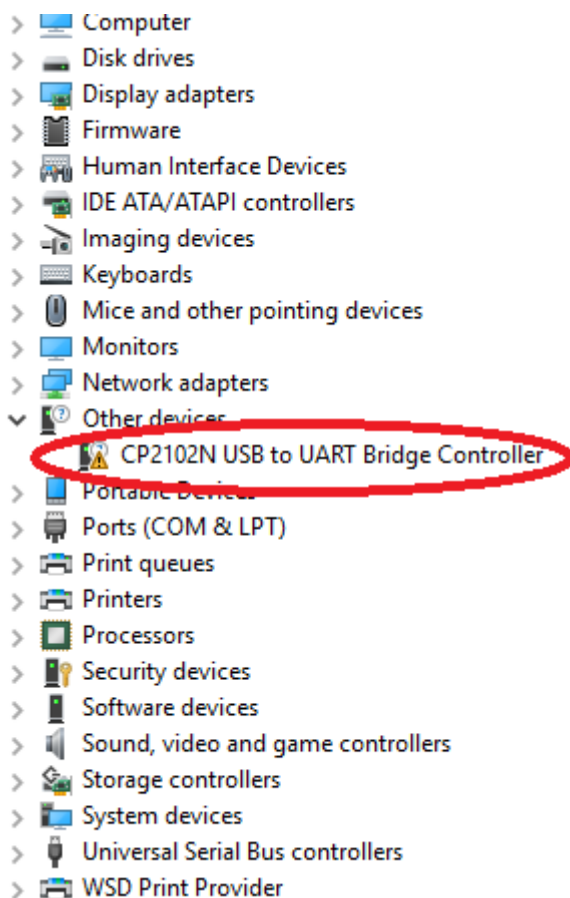 Computer
Disk drives
Display adapters
Firmware
Human Interface Devices
IDE ATA/ATAPI controllers
Imaging devices
Keyboards
Mice and other pointing devices
Monitors
Network adapters
Other devices
CP2102N USB to UART Bridge Controller
Portable Devices
Ports (COM & LPT)
Print queues
Printers
Processors
Security devices
Software devices
Sound, video and game controllers
Storage controllers
System devices
Universal Serial Bus controllers
WSD Print Provider